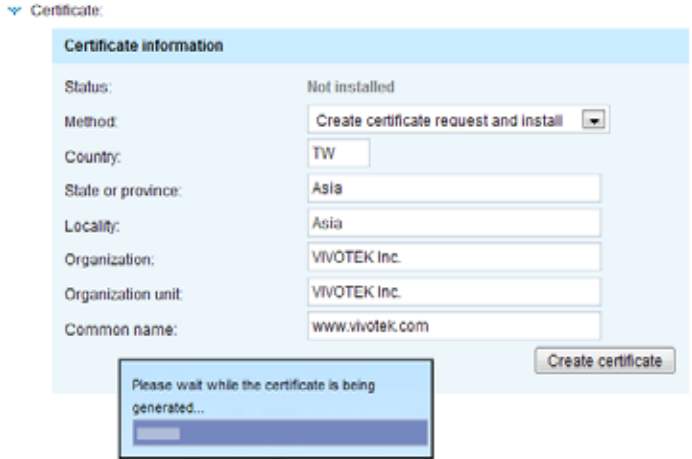 Certificate:
Certificate information
Status: Not installed
Method: Create certificate request and install
Country: TW
State or province: Asia
Locality: Asia
Organization: VIVOTEK Inc.
Organization unit: VIVOTEK Inc.
Common name: www.vivotek.com
Create certificate
Please wait while the certificate is being
generated...